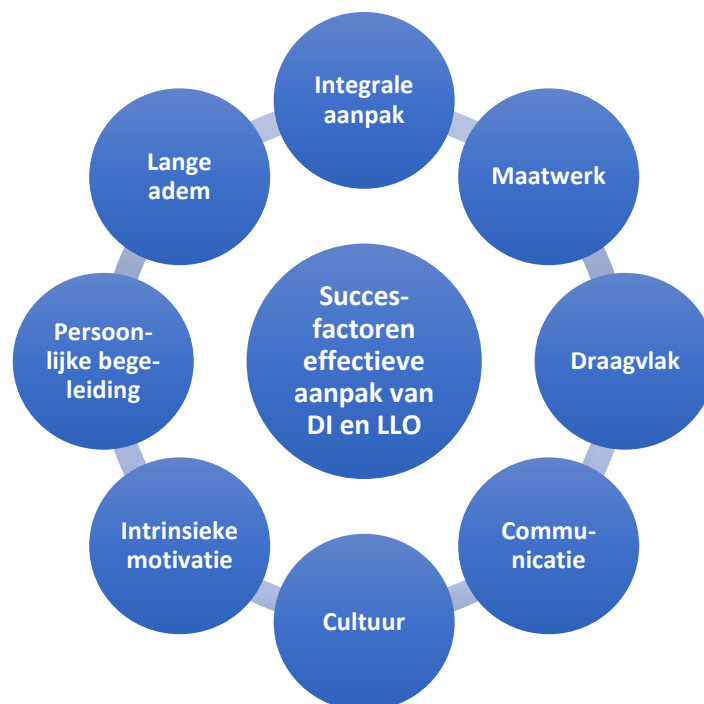 Integrale
aanpak
Maatwerk
Draagvlak
Commu-
nicatie
Cultuur
Intrinsieke
motivatie
Persoon-
lijke bege-
leiding
Lange
adem
Succes-
factoren
effectieve
aanpak van
DI en LLO